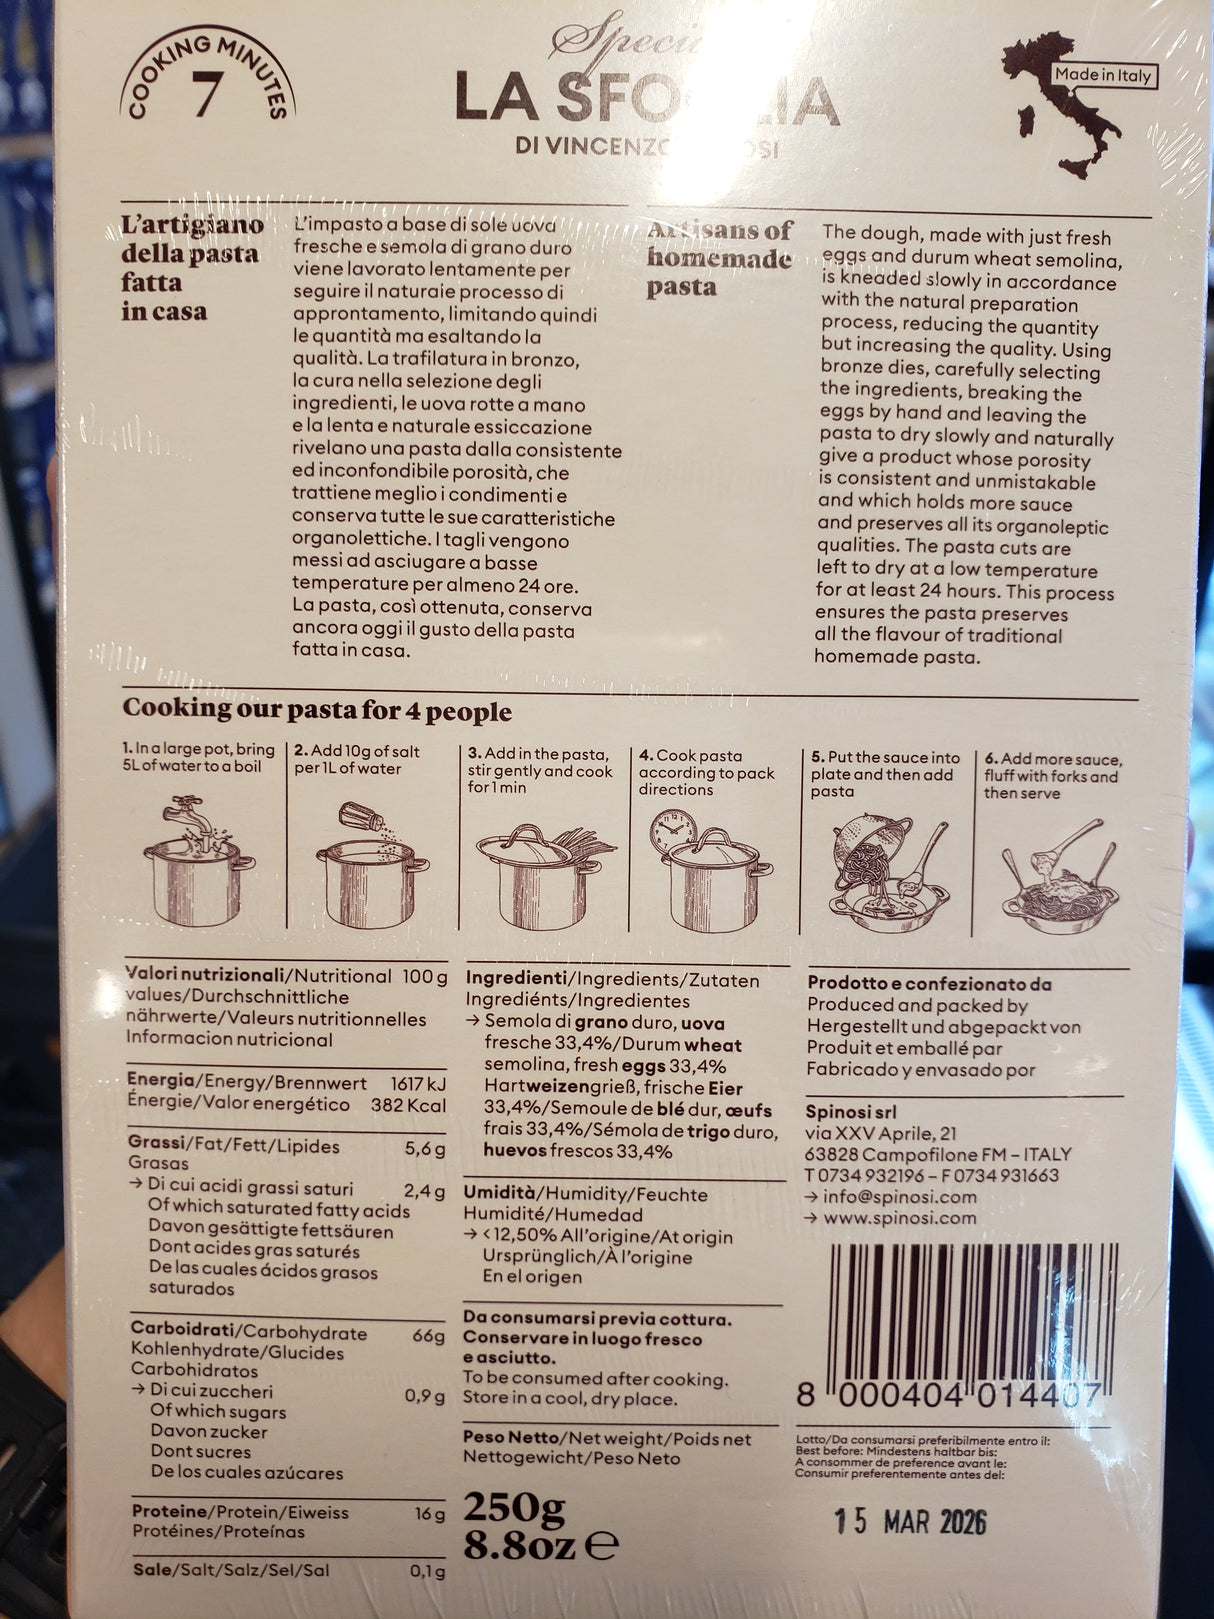 COOKING MINUTES
7
LA
DI VINCENZO
Made in Italy
L'artigiano
della pasta
fatta
in casa
L'impasto a base di sole uova
fresche e semola di grano duro
viene lavorato lentamente per
seguire il naturale processo di
approntamento, limitando quindi
le quantità ma esaltando la
qualità. La trafilatura in bronzo,
la cura nella selezione degli
ingredienti, le uova rotte a mano
e la lenta e naturale essiccazione
rivelano una pasta dalla consistente
ed inconfondibile porosità, che
trattiene meglio i condimenti e
conserva tutte le sue caratteristiche
organolettiche. I tagli vengono
messi ad asciugare a basse
temperature per almeno 24 ore.
La pasta, così ottenuta, conserva
ancora oggi il gusto della pasta
fatta in casa.
Artisans of
homemade
pasta
The dough, made with just fresh
eggs and durum wheat semolina,
is kneaded slowly in accordance
with the natural preparation
process, reducing the quantity
but increasing the quality. Using
bronze dies, carefully selecting
the ingredients, breaking the
eggs by hand and leaving the
pasta to dry slowly and naturally
give a product whose porosity
is consistent and unmistakable
and which holds more sauce
and preserves all its organoleptic
qualities. The pasta cuts are
left to dry at a low temperature
for at least 24 hours. This process
ensures the pasta preserves
all the flavour of traditional
homemade pasta.
Cooking our pasta for 4 people
1. In a large pot, bring
5L of water to a boil
2. Add 10g of salt
per 1L of water
3. Add in the pasta,
stir gently and cook
for 1 min
4. Cook pasta
according to pack
directions
5. Put the sauce into
plate and then add
pasta
6. Add more sauce,
fluff with forks and
then serve
Valori nutrizionali/Nutritional 100 g
values/Durchschnittliche
nährwerte/Valeurs nutritionnelles
Informacion nutricional
Energia/Energy/Brennwert 1617 kJ
Énergie/Valor energético 382 Kcal
Grassi/Fat/Fett/Lipides 5,6 g
Grasas
→ Di cui acidi grassi saturi 2,4 g
Of which saturated fatty acids
Davon gesättigte fettsäuren
Dont acides gras saturés
De las cuales ácidos grasos
saturados
Carboidrati/Carbohydrate 66g
Kohlenhydrate/Glucides
Carbohidratos
→ Di cui zuccheri 0,9 g
Of which sugars
Davon zucker
Dont sucres
De los cuales azúcares
Proteine/Protein/Eiweiss 16 g
Protéines/Proteínas
Sale/Salt/Salz/Sel/Sal 0,1 g
Ingredienti/Ingredients/Zutaten
Ingrediénts/Ingredientes
→ Semola di grano duro, uova
fresche 33,4%/Durum wheat
semolina, fresh eggs 33,4%
Hartweizengrieß, frische Eier
33,4%/Semoule de blé dur, œufs
frais 33,4%/Sémola de trigo duro,
huevos frescos 33,4%
Umidità/Humidity/Feuchte
Humidité/Humedad
→ <12,50% All'origine/At origin
Ursprünglich/À l'origine
En el origen
Da consumarsi previa cottura.
Conservare in luogo fresco
e asciutto.
To be consumed after cooking.
Store in a cool, dry place.
Peso Netto/Net weight/Poids net
Nettogewicht/Peso Neto
250g
8.8oz ℮
Prodotto e confezionato da
Produced and packed by
Hergestellt und abgepackt von
Produit et emballé par
Fabricado y envasado por
Spinosi srl
via XXV Aprile, 21
63828 Campofilone FM – ITALY
T 0734 932196 – F 0734 931663
→ info@spinosi.com
→ www.spinosi.com
8 000404 014407
Lotto/Da consumarsi preferibilmente entro il:
Best before: Mindestens haltbar bis:
A consommer de preference avant le:
Consumir preferentemente antes del:
15 MAR 2026